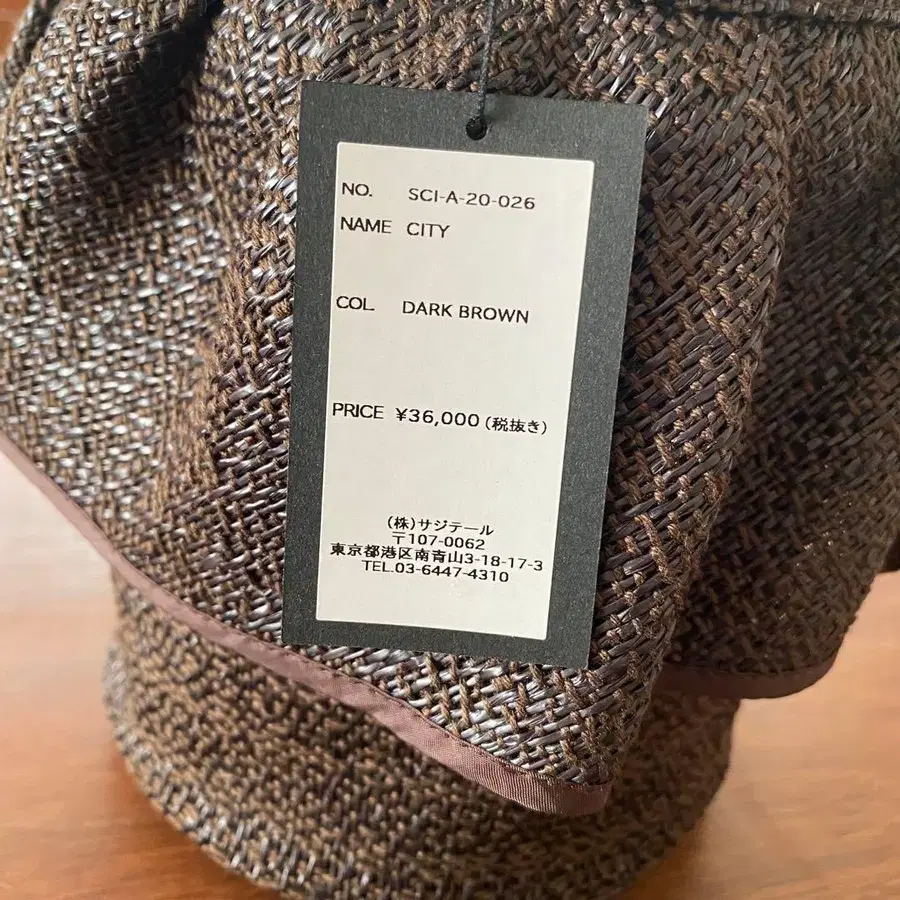 NO. SCI-A-20-026
NAME CITY
COL. DARK BROWN
PRICE ¥36,000 (税抜き)
(株)サジテール
〒107-0062
東京都港区南青山3-18-17-3
TEL.03-6447-4310